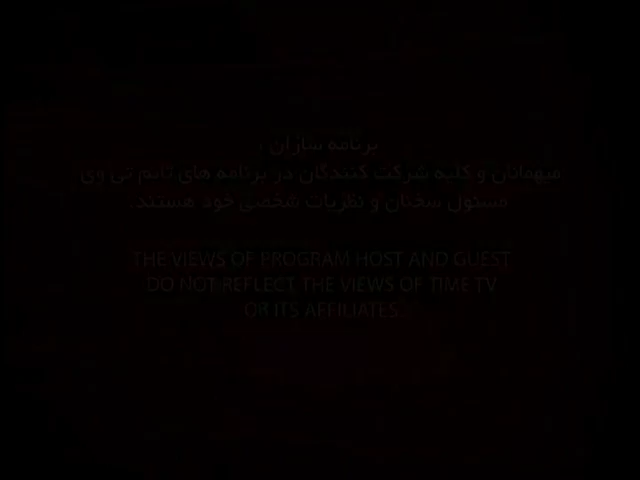 برنامه سازان ،
میهمانان و کلیه شرکت کنندگان در برنامه های تایم تی وی
مسئول سخنان و نظریات شخصی خود هستند.
THE VIEWS OF PROGRAM HOST AND GUEST
DO NOT REFLECT THE VIEWS OF TIME TV
OR ITS AFFILIATES